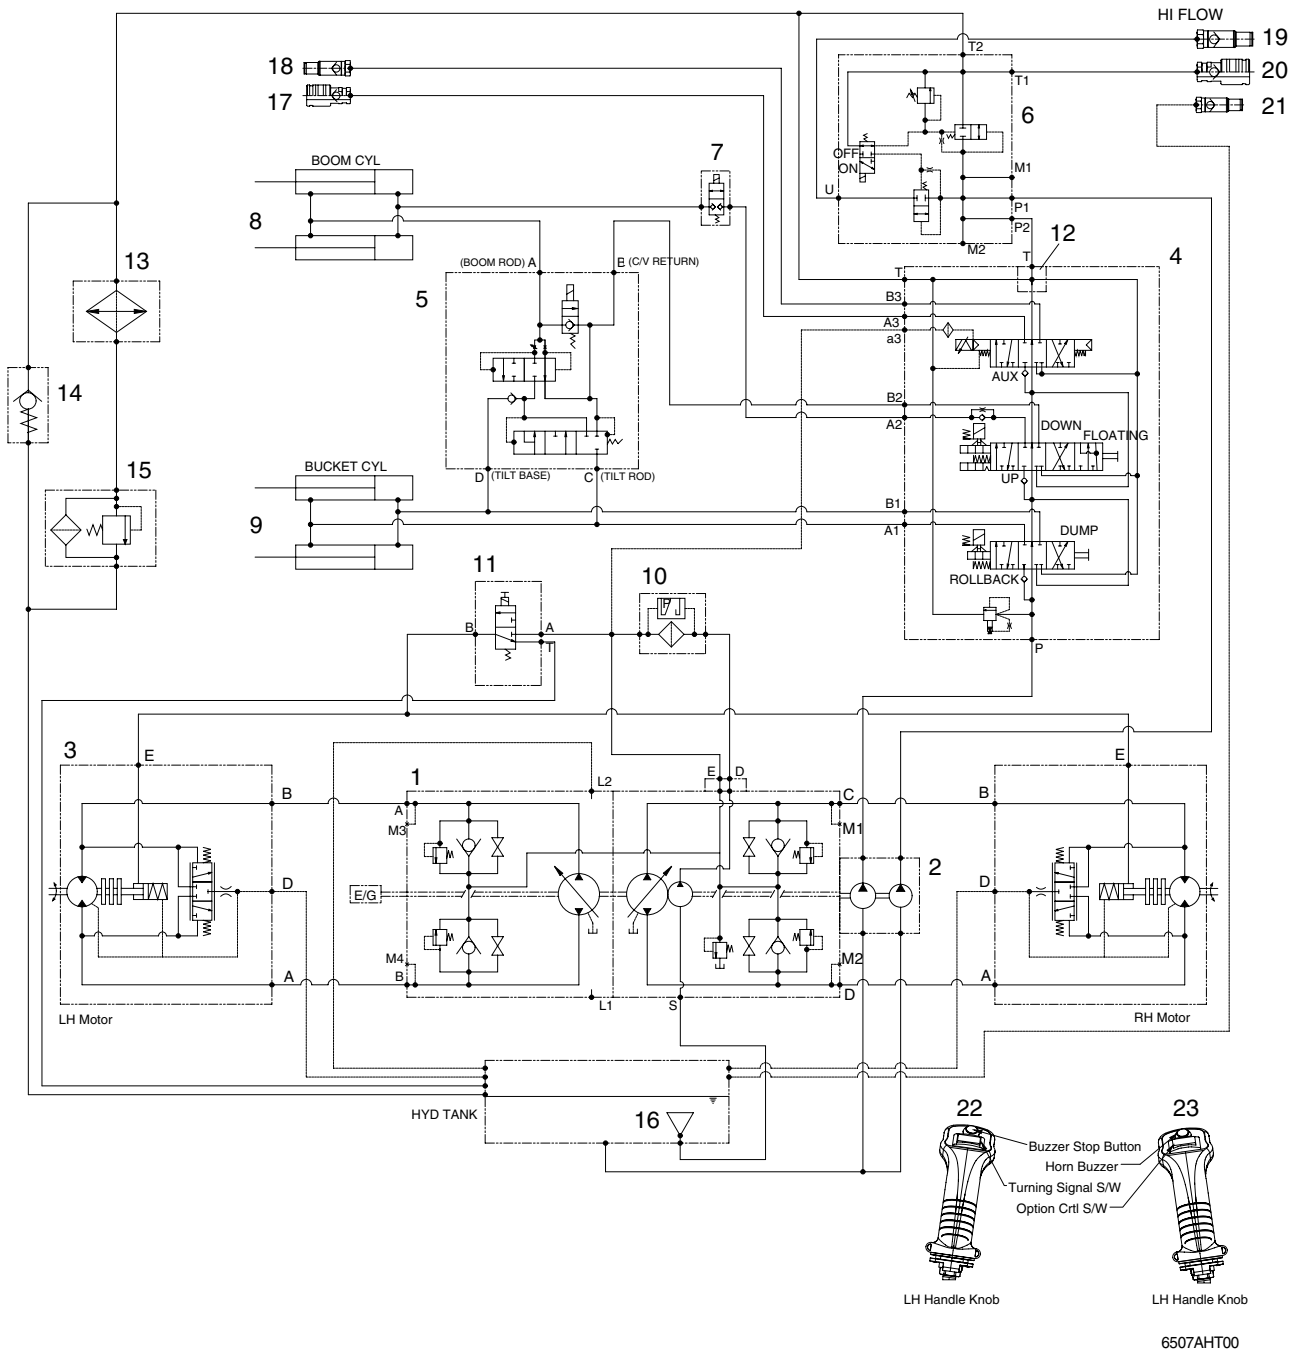 HI FLOW
19
T2
18
20
17
T1
21
6
BOOM CYL
7
OFF
ON
M1
U
P1
8
P2
12
M2
T
4
13
(BOOM ROD) A
E (C/V RETURN)
T
5
B3
A3
a3
14
AUX
B2
A2
DOWN
FLOATING
BUCKET CYL
15
D (TILT BASE)
C (TILT ROD)
UP
B1
9
A1
DUMP
11
10
ROLLBACK
P
B
A
T
P
3
E
1
L2
E D
E
B
A
C
B
M3
M1
2
D
E/G
D
M4
M2
A
B
D
A
L1
S
LH Motor
RH Motor
HYD TANK
16
22
23
Buzzer Stop Button
Horn Buzzer
Turning Signal S/W
Option Crtl S/W
LH Handle Knob
LH Handle Knob
6507AHT00